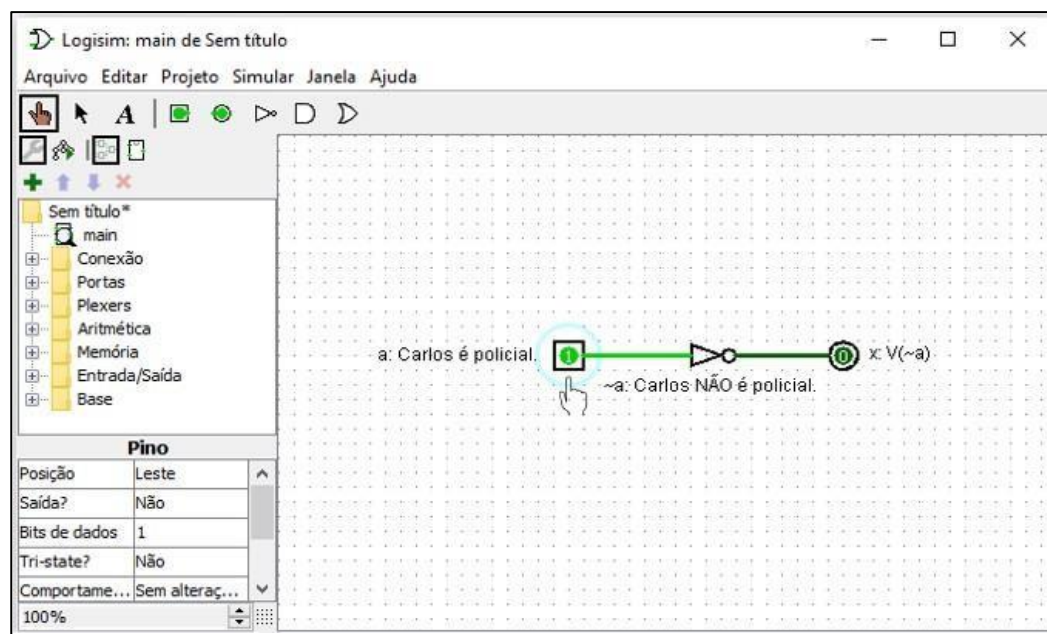 Logisim: main de Sem título
Arquivo Editar Projeto Simular Janela Ajuda
A
Sem título*
main
Conexão
Portas
Plexers
Aritmética
Memória
Entrada/Saída
Base
a: Carlos é policial. 1 0 x: V(~a)
~a: Carlos NÃO é policial.
Pino
Posição Leste
Saída? Não
Bits de dados 1
Tri-state? Não
Comportame... Sem alteraç...
100%